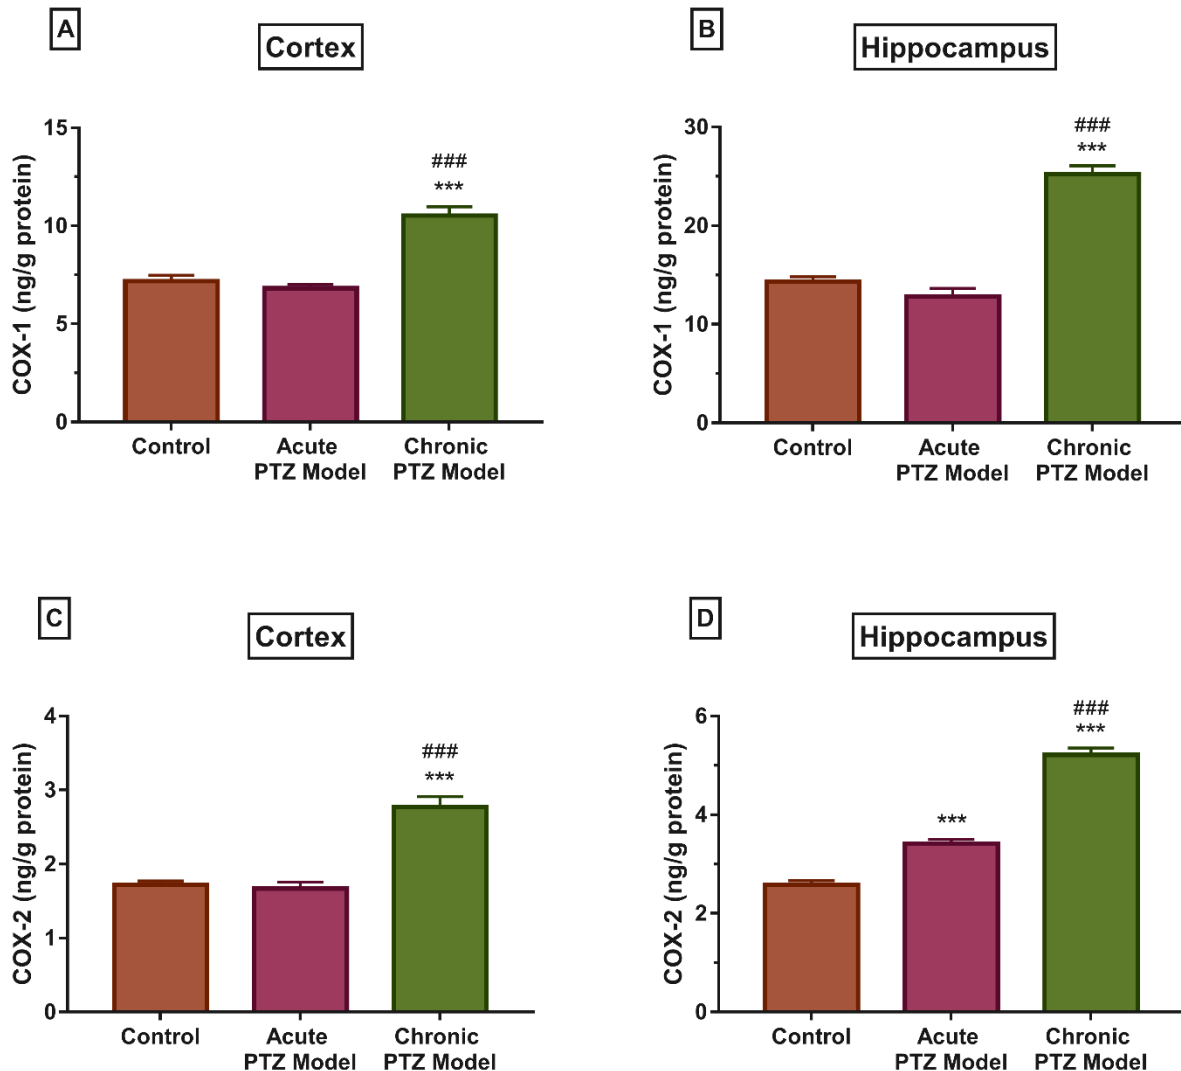 A
Cortex
COX-1 (ng/g protein)
15
10
5
0
###
***
Control
Acute
PTZ Model
Chronic
PTZ Model
B
Hippocampus
COX-1 (ng/g protein)
30
20
10
0
###
***
Control
Acute
PTZ Model
Chronic
PTZ Model
C
Cortex
COX-2 (ng/g protein)
4
3
2
1
0
###
***
Control
Acute
PTZ Model
Chronic
PTZ Model
D
Hippocampus
COX-2 (ng/g protein)
6
4
2
0
***
###
***
Control
Acute
PTZ Model
Chronic
PTZ Model